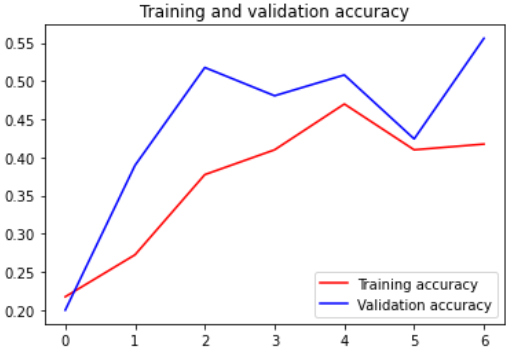 Training and validation accuracy
0.55
0.50
0.45
0.40
0.35
0.30
0.25
0.20
Training accuracy
Validation accuracy
0 1 2 3 4 5 6